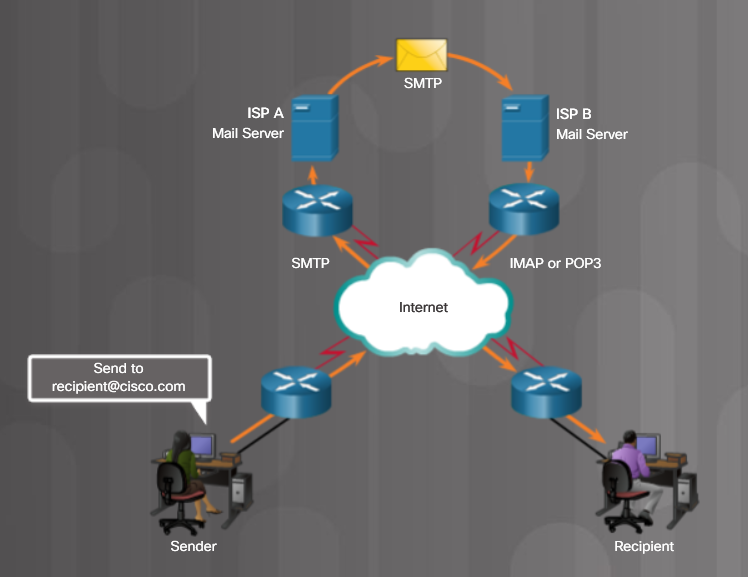 SMTP
ISP A
Mail Server
ISP B
Mail Server
SMTP
IMAP or POP3
Internet
Send to
recipient@cisco.com
Sender
Recipient